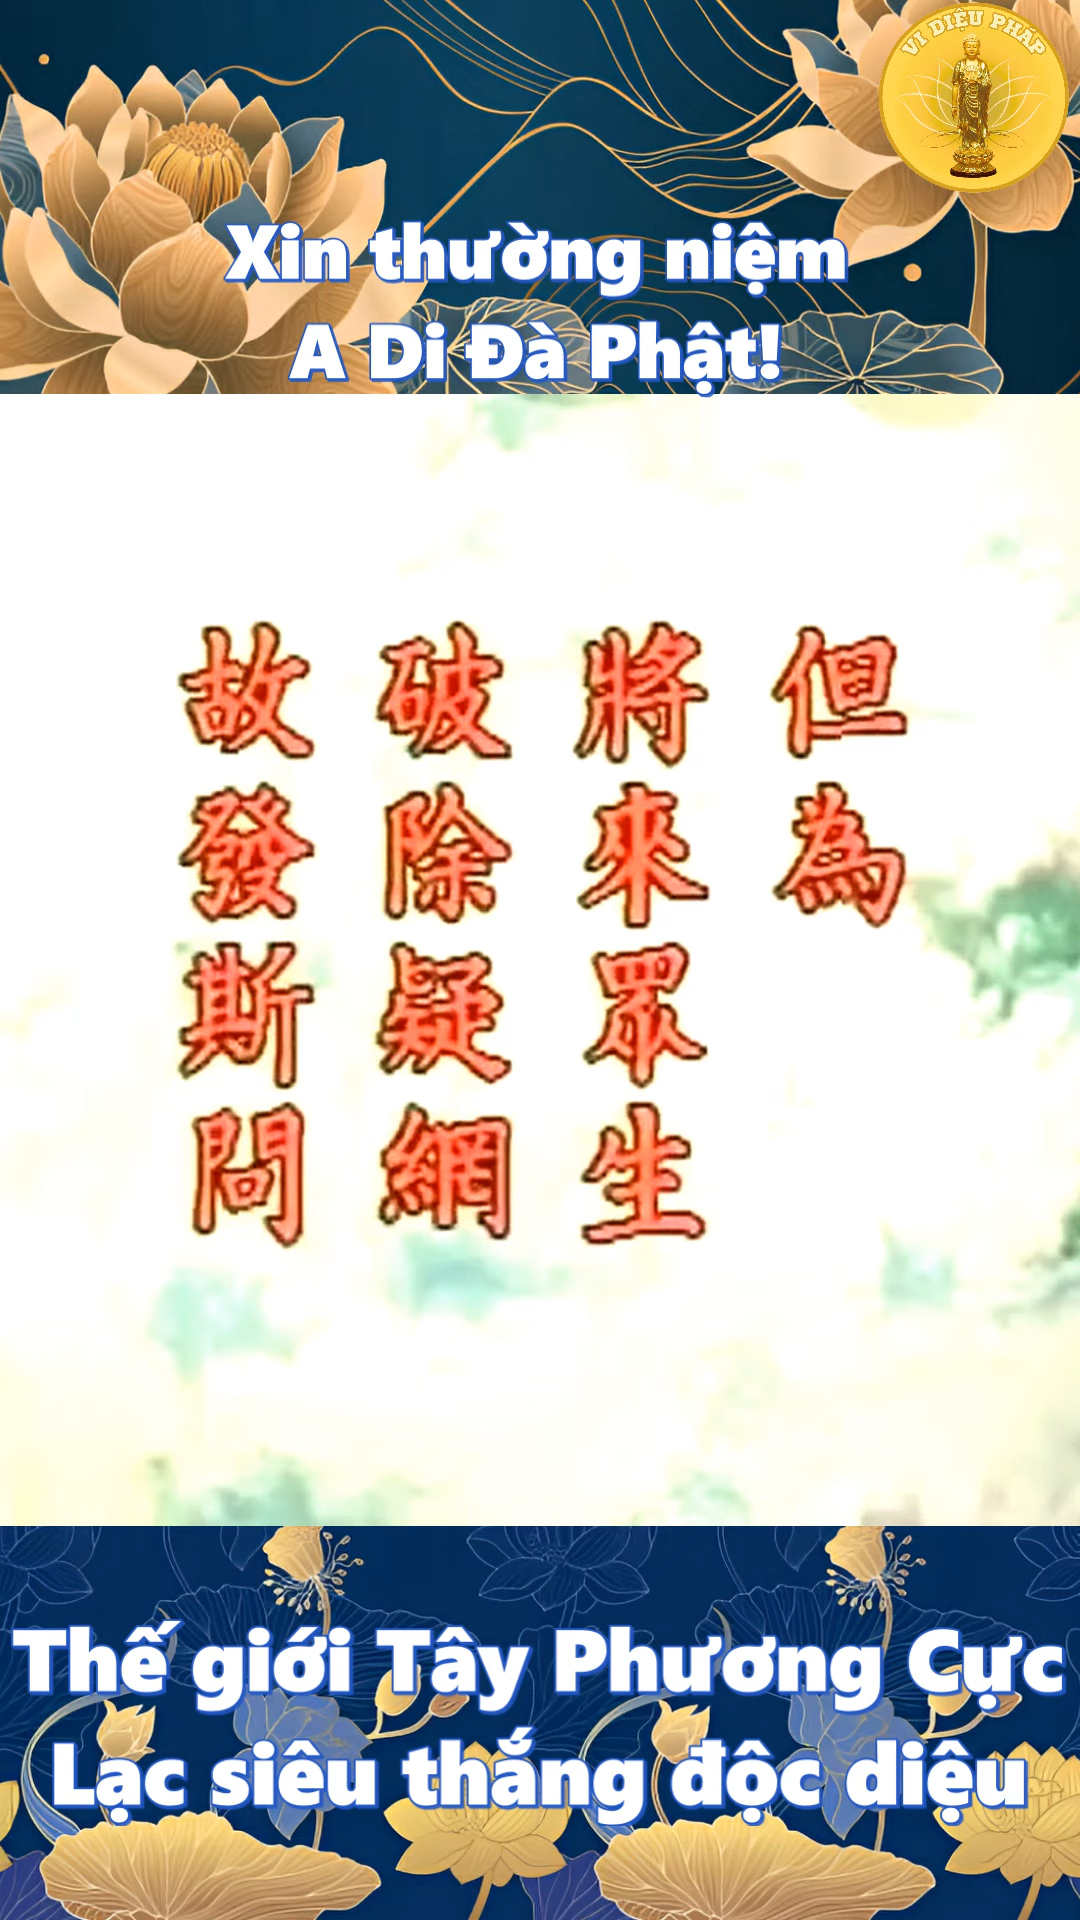 VI DIỆU PHÁP
Xin thường niệm
A Di Đà Phật!
但為
將來眾生
破除疑網
故發斯問
Thế giới Tây Phương Cực
Lạc siêu thắng độc diệu